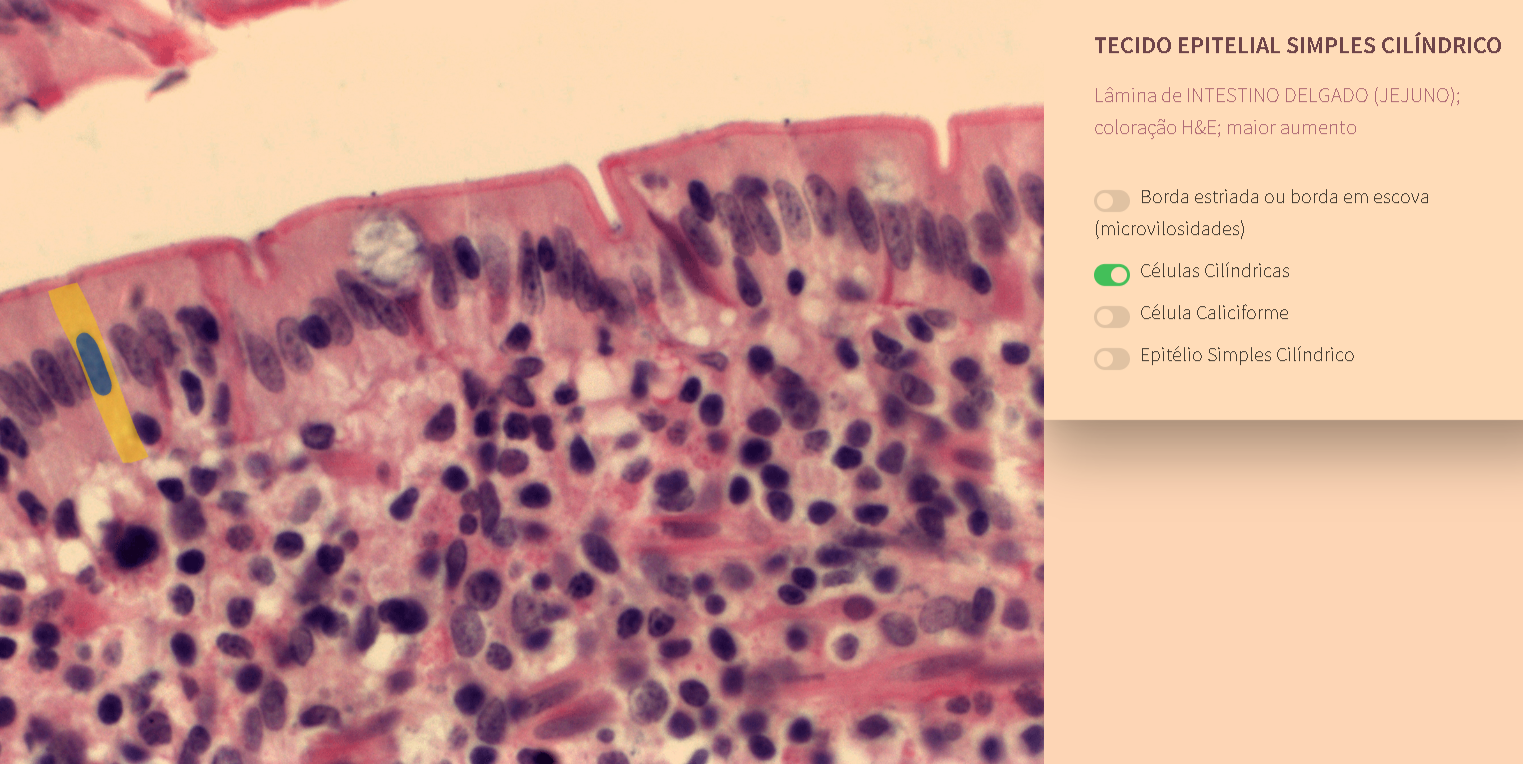 TECIDO EPITELIAL SIMPLES CILÍNDRICO
Lâmina de INTESTINO DELGADO (JEJUNO);
coloração H&E; maior aumento
Borda estriada ou borda em escova
(microvilosidades)
Células Cilíndricas
Célula Caliciforme
Epitélio Simples Cilíndrico